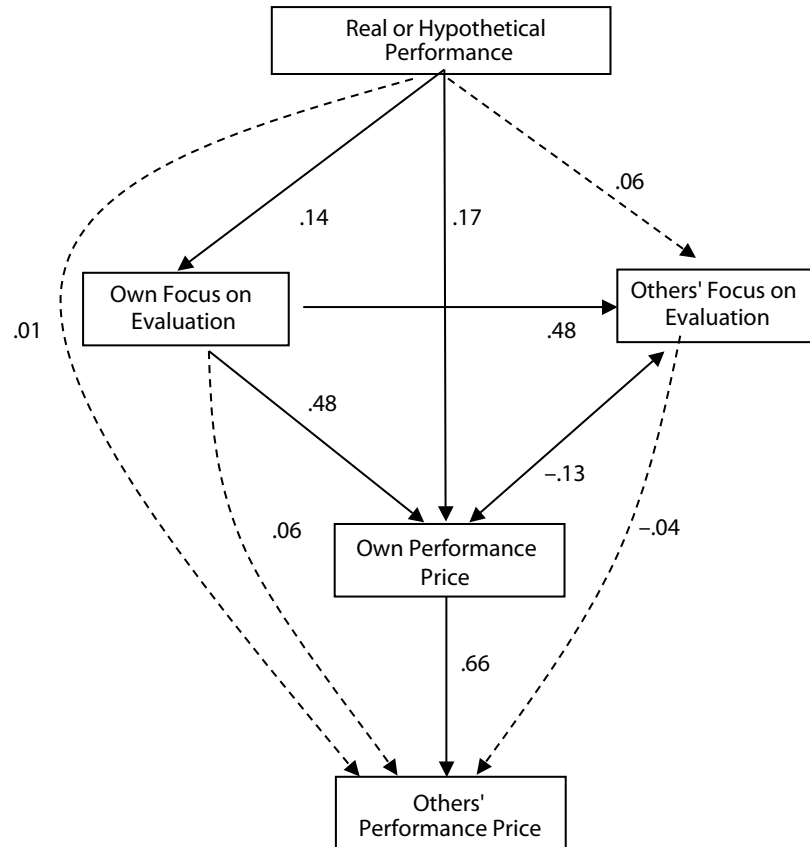 Real or Hypothetical
Performance
.06
.14
.17
Own Focus on
Evaluation
Others' Focus on
Evaluation
.01
.48
.48
–.13
.06
–.04
Own Performance
Price
.66
Others'
Performance Price